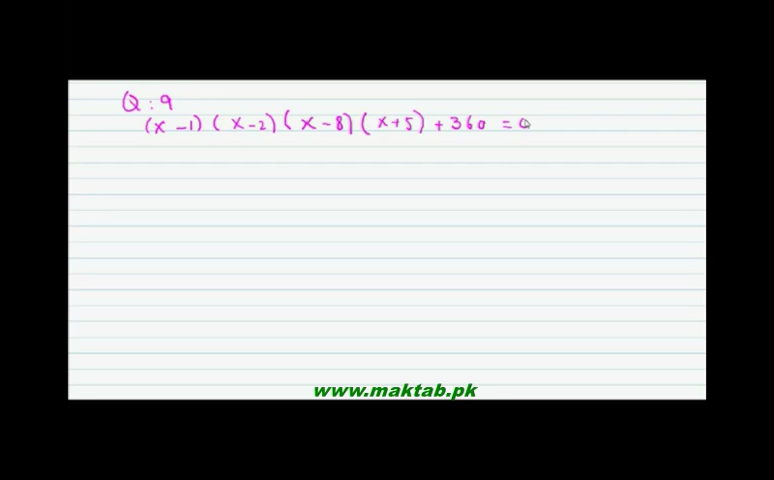 Q : 9
(x - 1) ( x - 2) ( x - 8) ( x + 5) + 360 = 0
www.maktab.pk